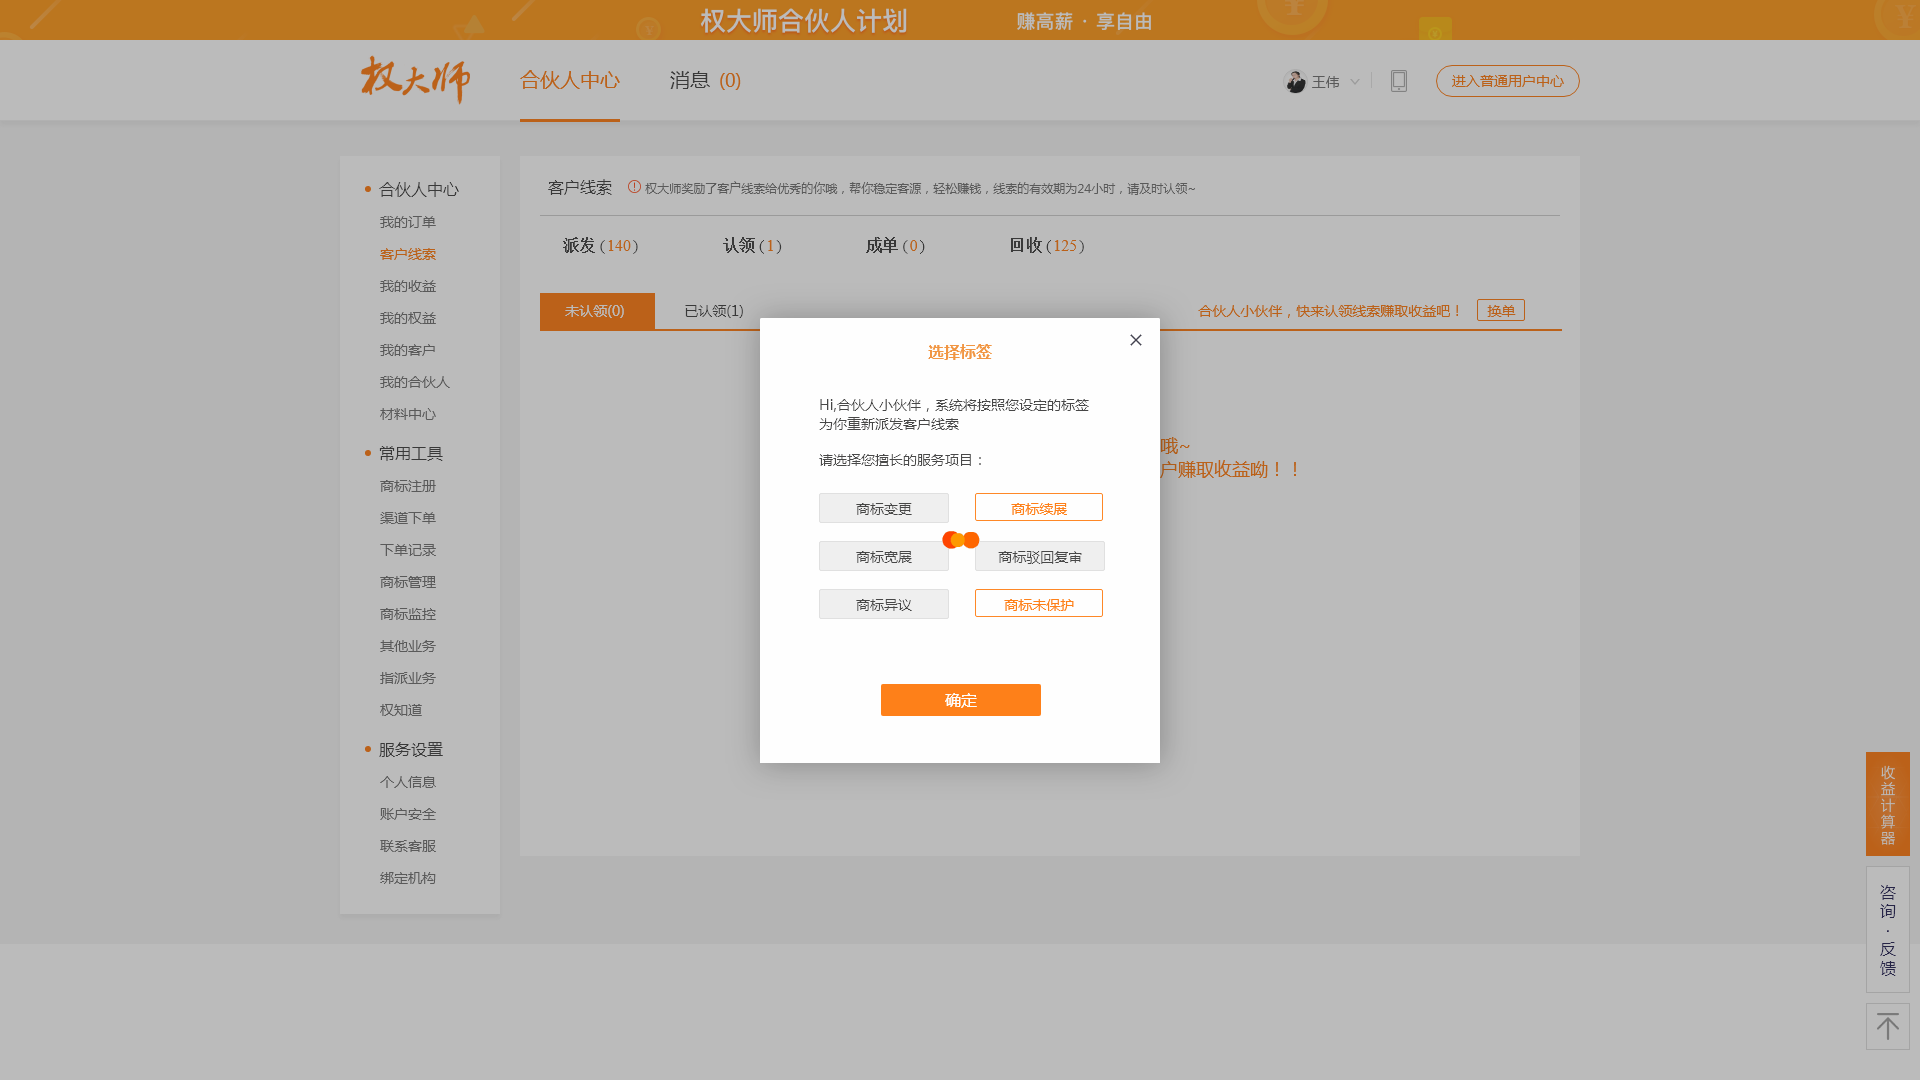 权大师合伙人计划
赚高薪 · 享自由
权大师
合伙人中心
消息 (0)
王伟
进入普通用户中心
合伙人中心
我的订单
客户线索
我的收益
我的权益
我的客户
我的合伙人
材料中心
常用工具
商标注册
渠道下单
下单记录
商标管理
商标监控
其他业务
指派业务
权知道
服务设置
个人信息
账户安全
联系客服
绑定机构
客户线索
权大师奖励了客户线索给优秀的你哦，帮你稳定客源，轻松赚钱，线索的有效期为24小时，请及时认领~
派发 (140)
认领 (1)
成单 (0)
回收 (125)
未认领(0)
已认领(1)
合伙人小伙伴，快来认领线索赚取收益吧！
换单
哦~
户赚取收益呦！！
选择标签
Hi,合伙人小伙伴，系统将按照您设定的标签
为你重新派发客户线索
请选择您擅长的服务项目：
商标变更
商标续展
商标宽展
商标驳回复审
商标异议
商标未保护
确定
收益计算器
咨询·反馈